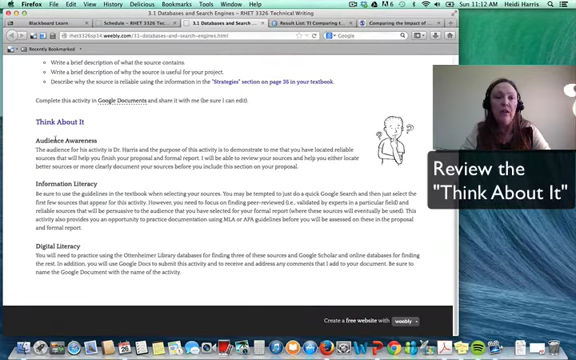 Firefox File Edit View History Bookmarks Tools Window Help
11:12 AM Heidi Harris
3.1 Databases and Search Engines - RHET 3326 Technical Writing
Blackboard Learn
Schedule - RHET 3326 Tech...
3.1 Databases and Search E...
Result List: TI Comparing t...
Comparing the Impact of...
rhet3326sp14.weebly.com/31-databases-and-search-engines.html
Google
Recently Bookmarked
Write a brief description of what the source contains.
Write a brief description of why the source is useful for your project.
Describe why the source is reliable using the information in the "Strategies" section on page 35 in your textbook.
Complete this activity in Google Documents and share it with me (be sure I can edit).
Think About It
Audience Awareness
The audience for his activity is Dr. Harris and the purpose of this activity is to demonstrate to me that you have located reliable
sources that will help you finish your proposal and formal report. I will be able to review your sources and help you either locate
better sources or more clearly document your sources before you include this section in your proposal.
Information Literacy
Be sure to use the guidelines in the textbook when selecting your sources. You may be tempted to just do a quick Google Search and then just select the
first few sources that appear for this activity. However, you need to focus on finding peer-reviewed (i.e., validated by experts in a particular field) and
reliable sources that will be persuasive to the audience that you have selected for your formal report (where these sources will eventually be used). This
activity also provides you an opportunity to practice documentation using MLA or APA guidelines before you will be assessed on these in the proposal
and formal report.
Digital Literacy
You will need to practice using the Ottenheimer Library databases for finding three of these sources and Google Scholar and online databases for finding
the rest. In addition, you will use Google Docs to submit this activity and to receive and address any comments that I add to your document. Be sure to
name the Google Document with the name of the activity.
Create a free website with weebly
Review the
"Think About It"